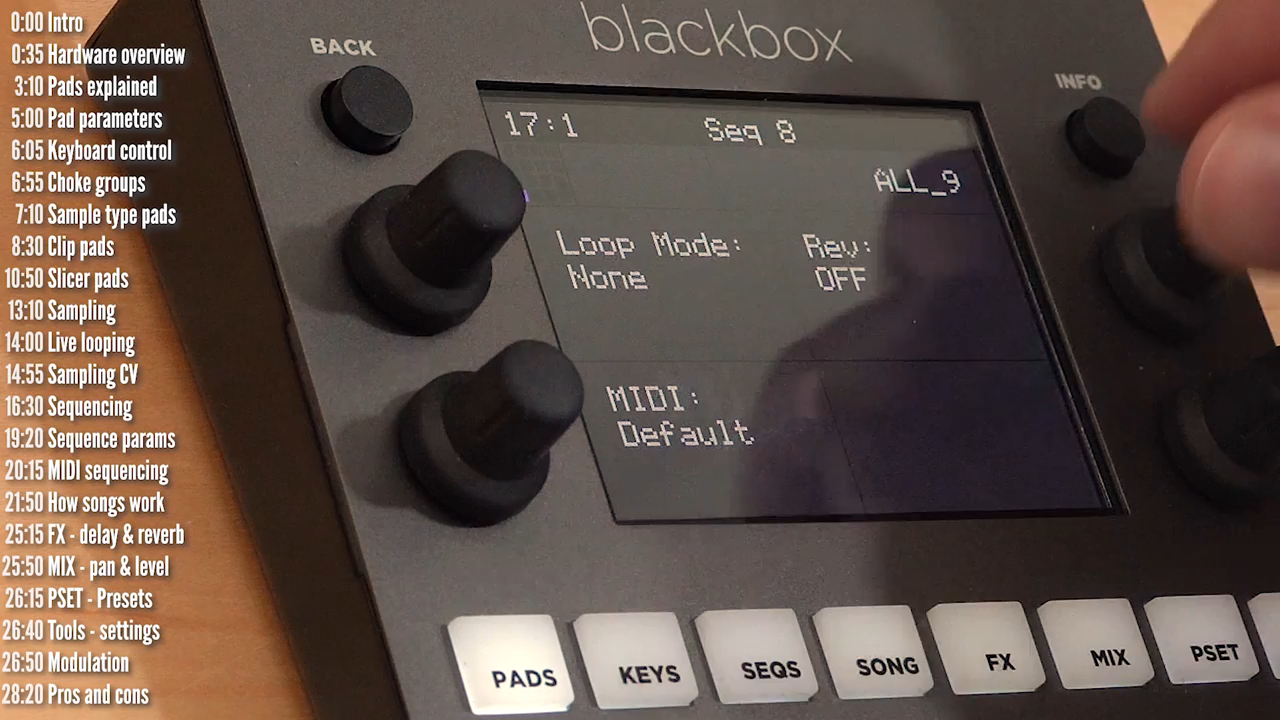 0:00 Intro
0:35 Hardware overview
3:10 Pads explained
5:00 Pad parameters
6:05 Keyboard control
6:55 Choke groups
7:10 Sample type pads
8:30 Clip pads
10:50 Slicer pads
13:10 Sampling
14:00 Live looping
14:55 Sampling CV
16:30 Sequencing
19:20 Sequence params
20:15 MIDI sequencing
21:50 How songs work
25:15 FX - delay & reverb
25:50 MIX - pan & level
26:15 PSET - Presets
26:40 Tools - settings
26:50 Modulation
28:20 Pros and cons
blackbox
BACK
INFO
17:1 Seq 8
ALL_9
Loop Mode: Rev:
None OFF
MIDI:
Default
PADS KEYS SEQS SONG FX MIX PSET